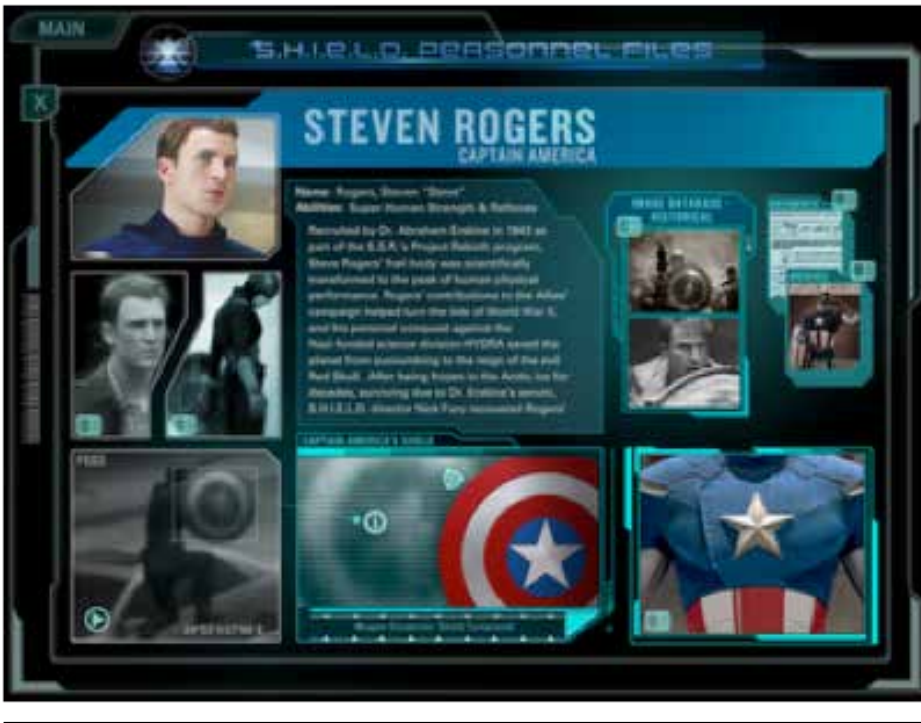 MAIN
S.H.I.E.L.D. PERSONNEL FILES
X
STEVEN ROGERS
CAPTAIN AMERICA
Name: Rogers, Steven "Steve"
Abilities: Super Human Strength & Reflexes
Recruited by Dr. Abraham Erskine in 1943 as
part of the S.S.R.'s Project Rebirth program,
Steve Rogers' frail body was scientifically
transformed to the peak of human physical
performance. Rogers' contributions to the Allies'
campaign helped turn the tide of World War II,
and his personal conquest against the
Nazi-funded science division HYDRA saved the
planet from succumbing to the reign of the evil
Red Skull. After being frozen in the Arctic ice for
decades, surviving due to Dr. Erskine's serum,
S.H.I.E.L.D. director Nick Fury recovered Rogers'
IMAGE DATABASE
HISTORICAL
CAPTAIN AMERICA'S SHIELD